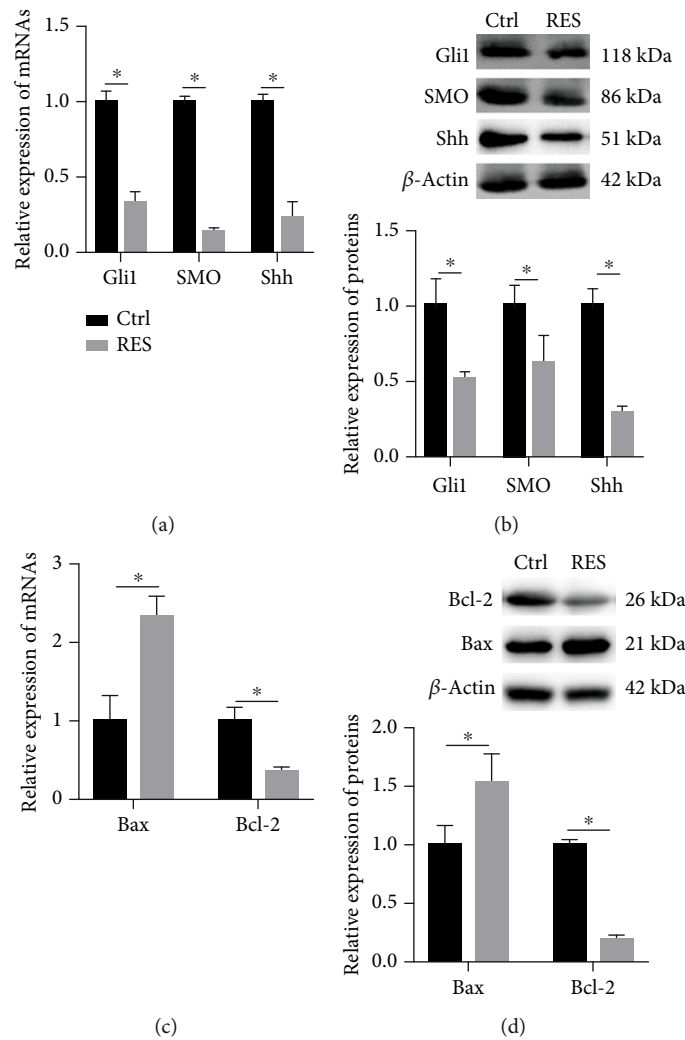 Relative expression of mRNAs
1.5
1.0
0.5
0.0
*
*
*
Gli1
SMO
Shh
Ctrl
RES
(a)
Ctrl
RES
Gli1
118 kDa
SMO
86 kDa
Shh
51 kDa
β-Actin
42 kDa
Relative expression of proteins
1.5
1.0
0.5
0.0
*
*
*
Gli1
SMO
Shh
(b)
Relative expression of mRNAs
3
2
1
0
*
*
Bax
Bcl-2
(c)
Ctrl
RES
Bcl-2
26 kDa
Bax
21 kDa
β-Actin
42 kDa
Relative expression of proteins
2.0
1.5
1.0
0.5
0.0
*
*
Bax
Bcl-2
(d)